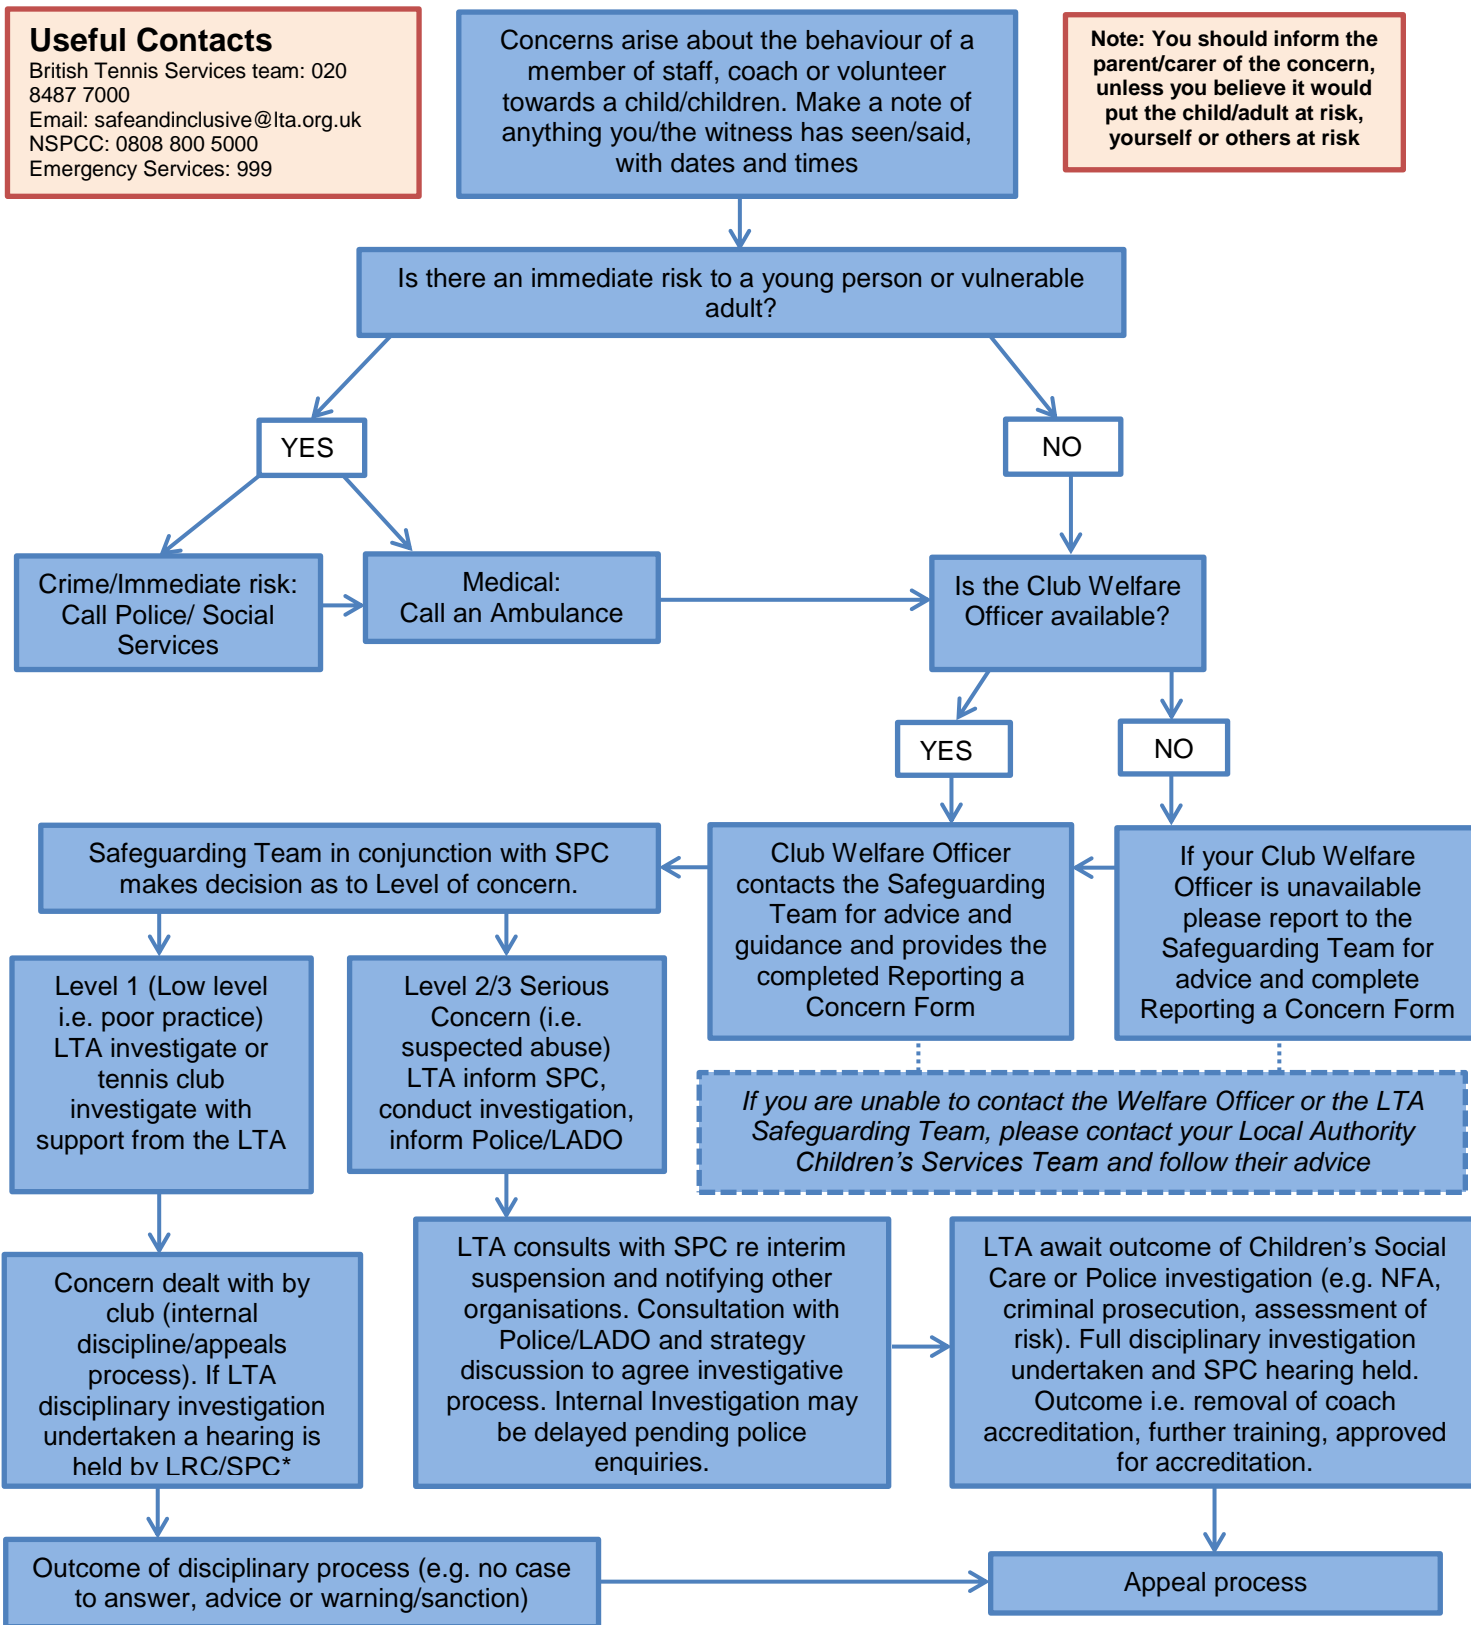 Useful Contacts
British Tennis Services team: 020
8487 7000
Email: safeandinclusive@lta.org.uk
NSPCC: 0808 800 5000
Emergency Services: 999
Concerns arise about the behaviour of a
member of staff, coach or volunteer
towards a child/children. Make a note of
anything you/the witness has seen/said,
with dates and times
Note: You should inform the
parent/carer of the concern,
unless you believe it would
put the child/adult at risk,
yourself or others at risk
Is there an immediate risk to a young person or vulnerable
adult?
YES
NO
Crime/Immediate risk:
Call Police/ Social
Services
Medical:
Call an Ambulance
Is the Club Welfare
Officer available?
YES
NO
Safeguarding Team in conjunction with SPC
makes decision as to Level of concern.
Club Welfare Officer
contacts the Safeguarding
Team for advice and
guidance and provides the
completed Reporting a
Concern Form
If your Club Welfare
Officer is unavailable
please report to the
Safeguarding Team for
advice and complete
Reporting a Concern Form
Level 1 (Low level
i.e. poor practice)
LTA investigate or
tennis club
investigate with
support from the LTA
Level 2/3 Serious
Concern (i.e.
suspected abuse)
LTA inform SPC,
conduct investigation,
inform Police/LADO
If you are unable to contact the Welfare Officer or the LTA
Safeguarding Team, please contact your Local Authority
Children’s Services Team and follow their advice
Concern dealt with by
club (internal
discipline/appeals
process). If LTA
disciplinary investigation
undertaken a hearing is
held by LRC/SPC*
LTA consults with SPC re interim
suspension and notifying other
organisations. Consultation with
Police/LADO and strategy
discussion to agree investigative
process. Internal Investigation may
be delayed pending police
enquiries.
LTA await outcome of Children’s Social
Care or Police investigation (e.g. NFA,
criminal prosecution, assessment of
risk). Full disciplinary investigation
undertaken and SPC hearing held.
Outcome i.e. removal of coach
accreditation, further training, approved
for accreditation.
Outcome of disciplinary process (e.g. no case
to answer, advice or warning/sanction)
Appeal process